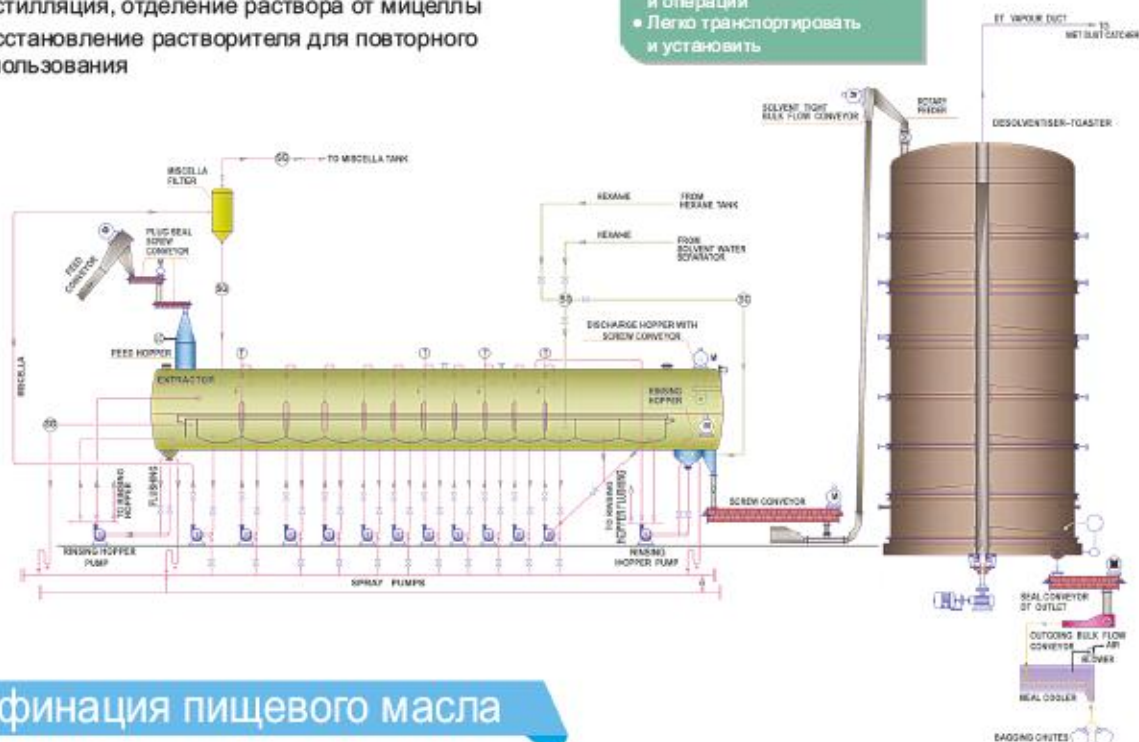 стилляция, отделение раствора от мицеллы
сстановление растворителя для повторного
пользования
и операции
● Легко транспортировать
и установить
DT VAPOUR DUCT
TO
WET DUST CATCHER
SOLVENT TIGHT
BULK FLOW CONVEYOR
ROTARY
FEEDER
DESOLVENTISER-TOASTER
TO MISCELLA TANK
SG
MISCELLA
FILTER
HEXANE
FROM
HEXANE TANK
HEXANE
FROM
SOLVENT WATER
SEPARATOR
PLUG SEAL
SCREW
CONVEYOR
M
FEED
CONVEYOR
SG
SG
SG
DISCHARGE HOPPER WITH
SCREW CONVEYOR
M
FEED HOPPER
T
T
T
T
MISCELLA
EXTRACTOR
RINSING
HOPPER
M
SG
TO RINSING
HOPPER
FLUSHING
TO RINSING
HOPPER FLUSHING
SCREW CONVEYOR
M
RINSING HOPPER
PUMP
RINSING
HOPPER PUMP
SPRAY PUMPS
SEAL CONVEYOR
DT OUTLET
OUTGOING BULK FLOW
CONVEYOR
AIR
BLOWER
MEAL COOLER
BAGGING CHUTES
финация пищевого масла